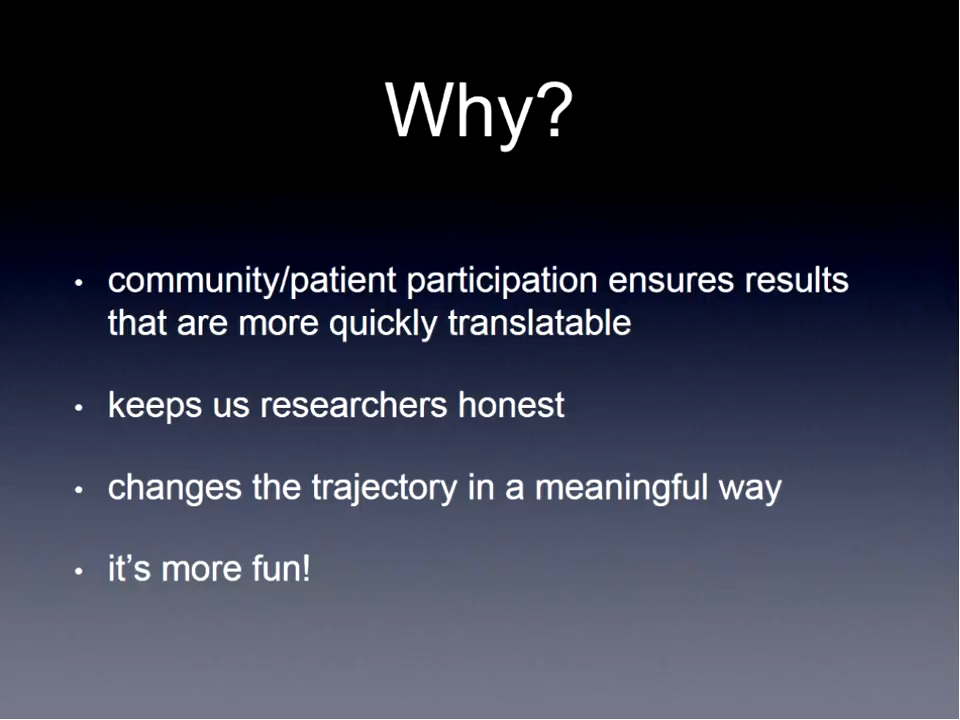 Why?
• community/patient participation ensures results
that are more quickly translatable
• keeps us researchers honest
• changes the trajectory in a meaningful way
• it’s more fun!